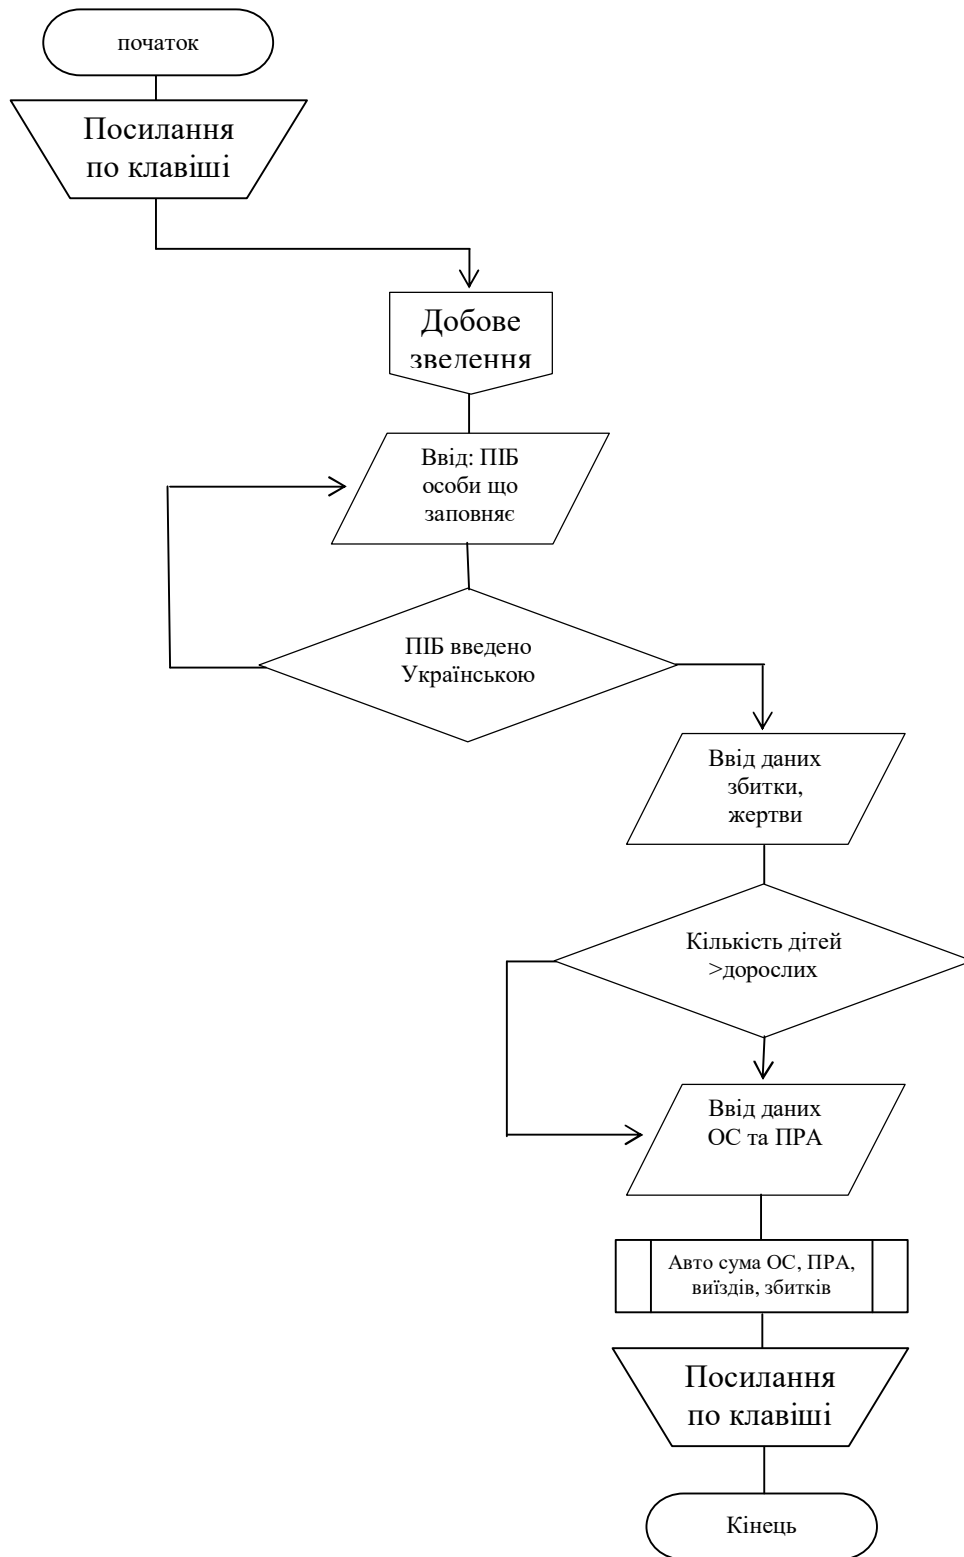 початок
Посилання
по клавіші
Добове
зведення
Ввід: ПІБ
особи що
заповняє
ПІБ введено
Українською
Ввід даних
збитки,
жертви
Кількість дітей
>дорослих
Ввід даних
ОС та ПРА
Авто сума ОС, ПРА,
виїздів, збитків
Посилання
по клавіші
Кінець